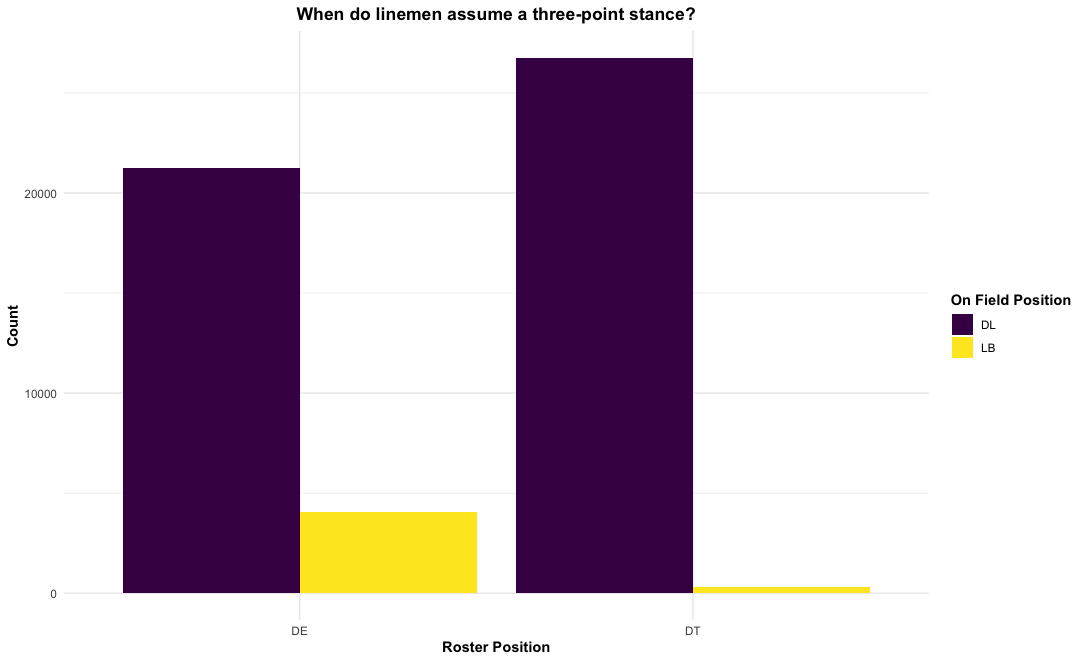 When do linemen assume a three-point stance?
Count
20000
10000
0
DE
DT
Roster Position
On Field Position
DL
LB